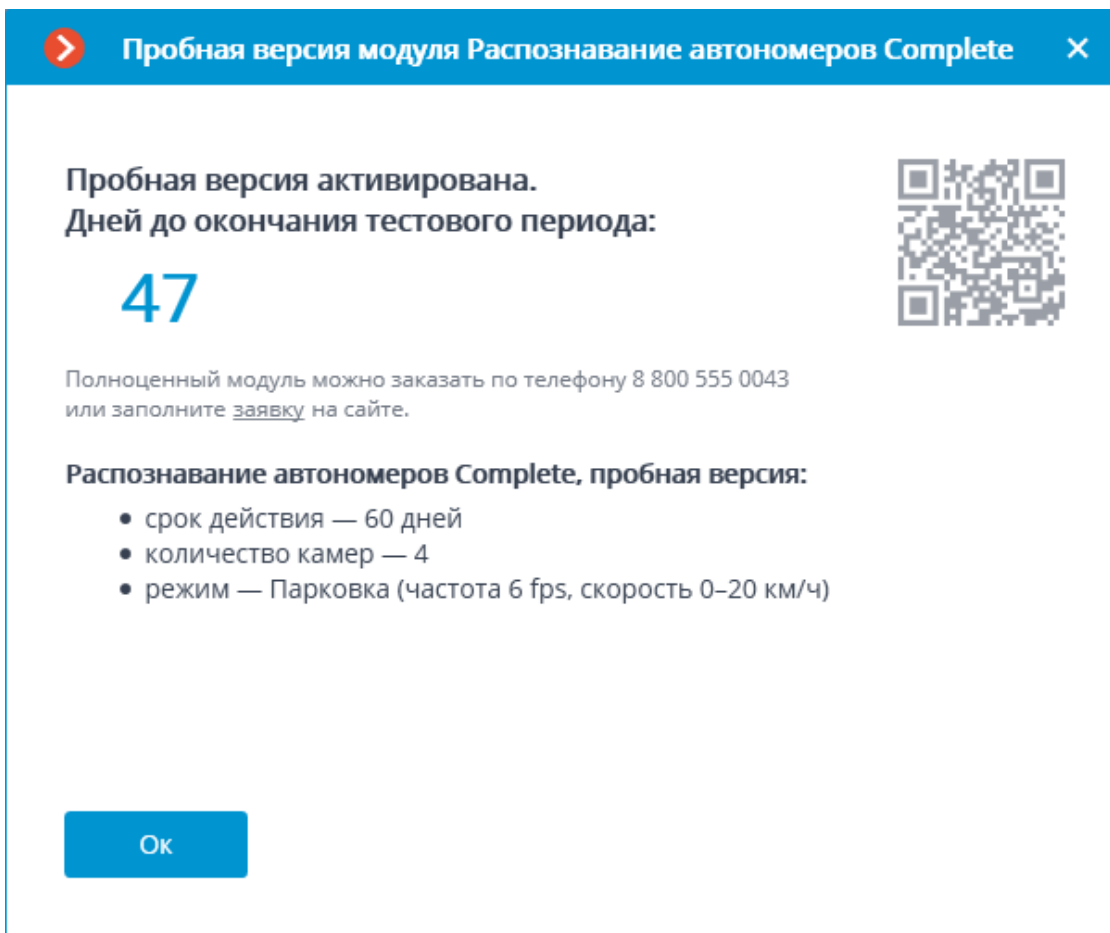 Пробная версия модуля Распознавание автономеров Complete
Пробная версия активирована.
Дней до окончания тестового периода:
47
Полноценный модуль можно заказать по телефону 8 800 555 0043
или заполните заявку на сайте.
Распознавание автономеров Complete, пробная версия:
• срок действия — 60 дней
• количество камер — 4
• режим — Парковка (частота 6 fps, скорость 0–20 км/ч)
Ок